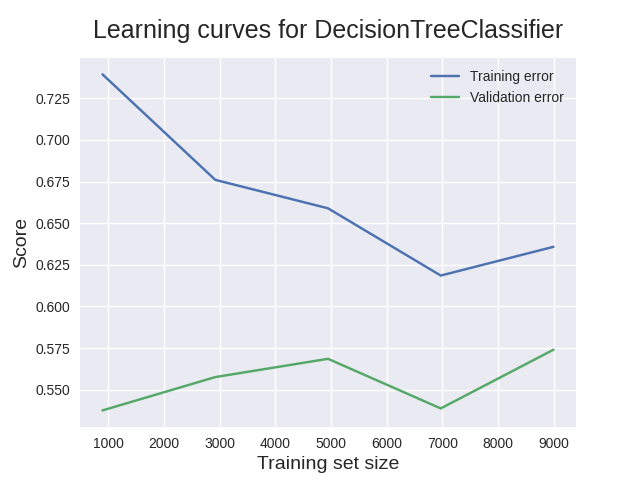 Learning curves for DecisionTreeClassifier
Training error
Validation error
Score
0.725
0.700
0.675
0.650
0.625
0.600
0.575
0.550
1000 2000 3000 4000 5000 6000 7000 8000 9000
Training set size